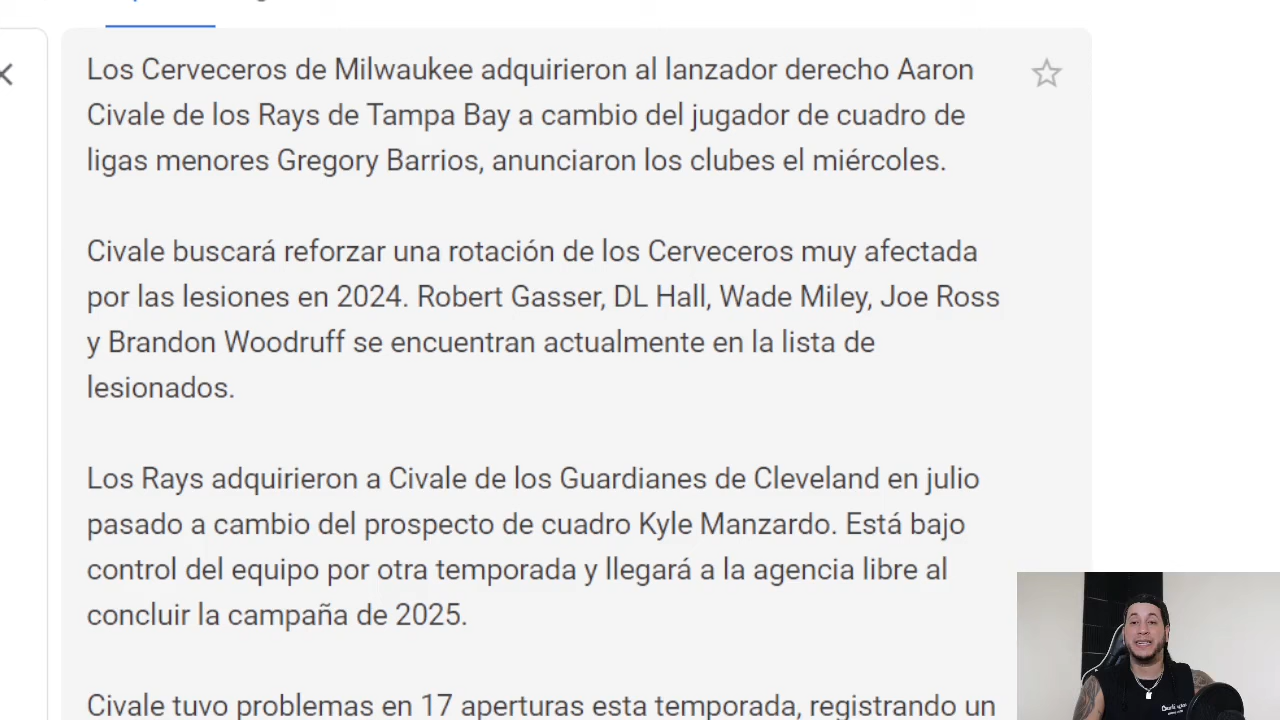 Los Cerveceros de Milwaukee adquirieron al lanzador derecho Aaron
Civale de los Rays de Tampa Bay a cambio del jugador de cuadro de
ligas menores Gregory Barrios, anunciaron los clubes el miércoles.
Civale buscará reforzar una rotación de los Cerveceros muy afectada
por las lesiones en 2024. Robert Gasser, DL Hall, Wade Miley, Joe Ross
y Brandon Woodruff se encuentran actualmente en la lista de
lesionados.
Los Rays adquirieron a Civale de los Guardianes de Cleveland en julio
pasado a cambio del prospecto de cuadro Kyle Manzardo. Está bajo
control del equipo por otra temporada y llegará a la agencia libre al
concluir la campaña de 2025.
Civale tuvo problemas en 17 aperturas esta temporada, registrando un